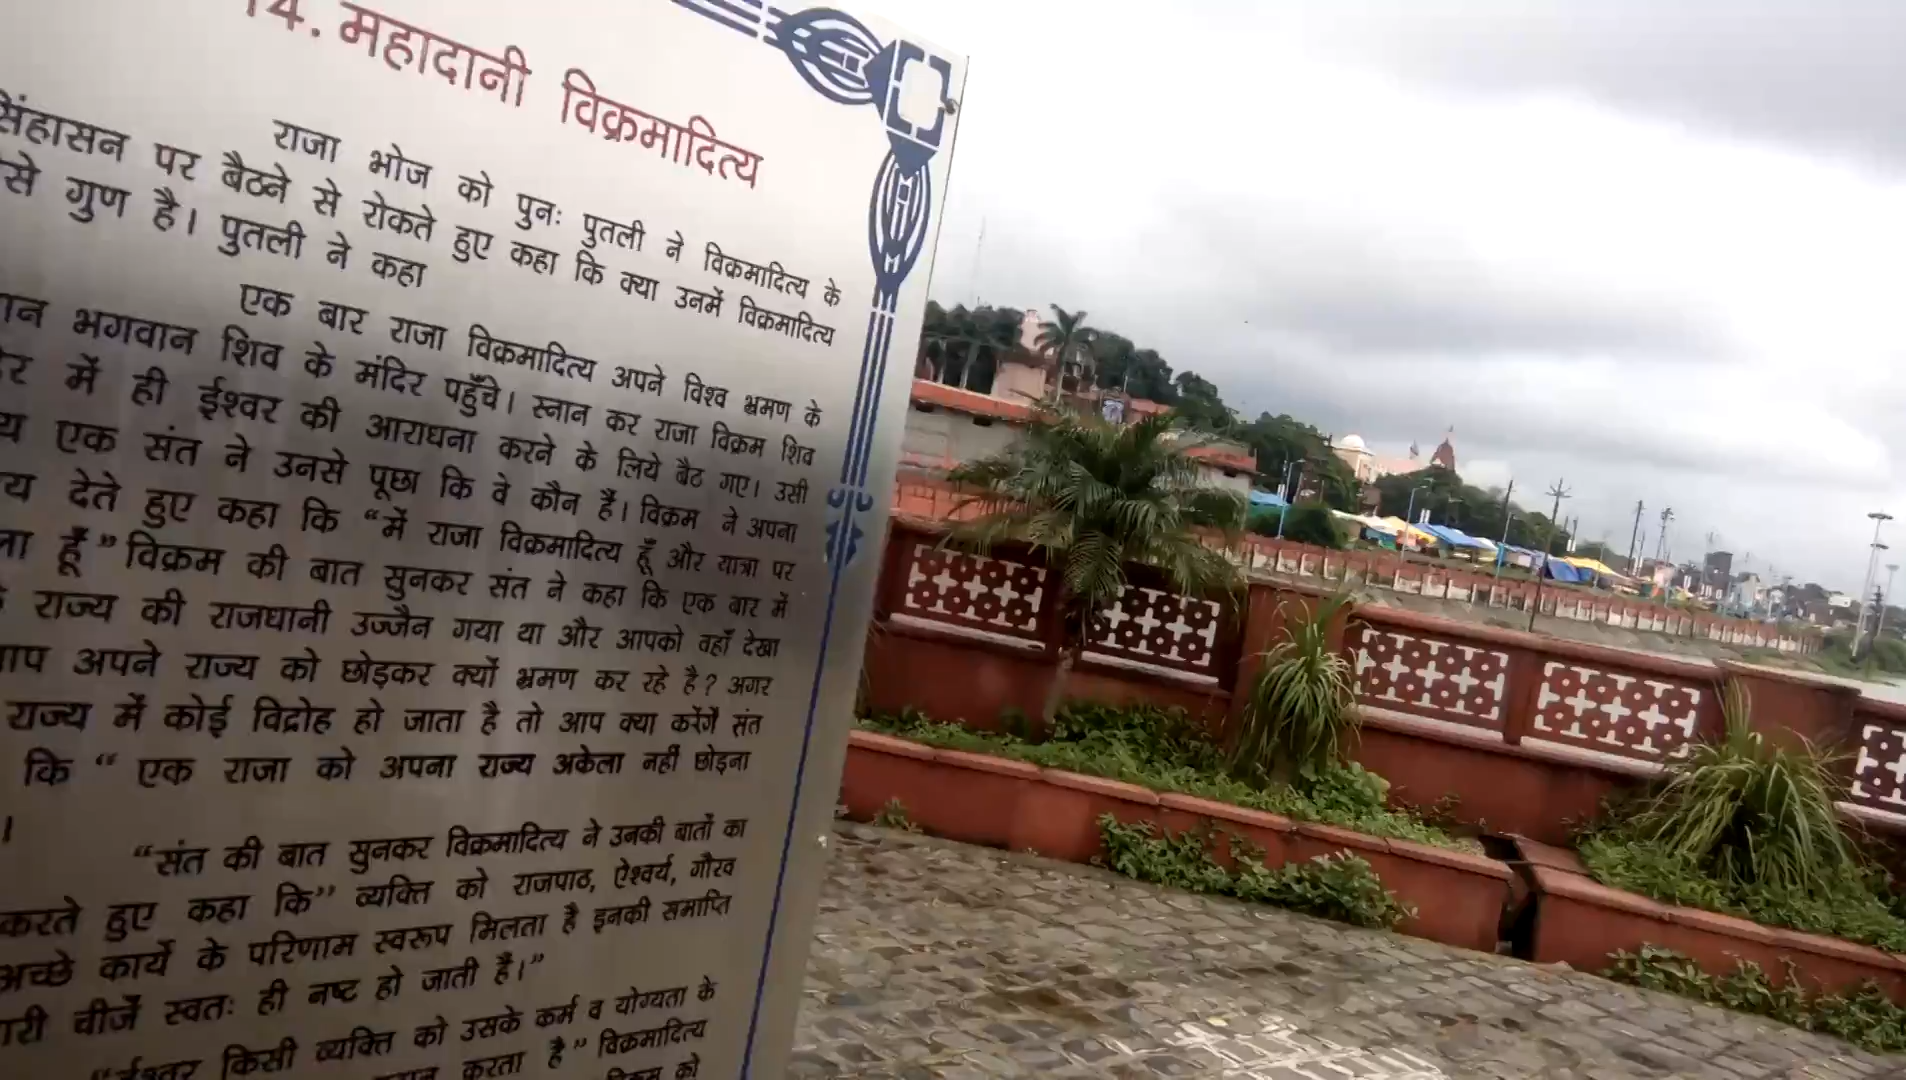 14. महादानी विक्रमादित्य
राजा भोज को पुनः पुतली ने विक्रमादित्य के
सिंहासन पर बैठने से रोकते हुए कहा कि क्या उनमें विक्रमादित्य
से गुण है। पुतली ने कहा
एक बार राजा विक्रमादित्य अपने विश्व भ्रमण के
भगवान शिव के मंदिर पहुँचे। स्नान कर राजा विक्रम शिव
में ही ईश्वर की आराधना करने के लिये बैठ गए। उसी
एक संत ने उनसे पूछा कि वे कौन हैं। विक्रम ने अपना
देते हुए कहा कि “में राजा विक्रमादित्य हूँ और यात्रा पर
हूँ” विक्रम की बात सुनकर संत ने कहा कि एक बार में
राज्य की राजधानी उज्जैन गया था और आपको वहाँ देखा
अपने राज्य को छोड़कर क्यों भ्रमण कर रहे है? अगर
राज्य में कोई विद्रोह हो जाता है तो आप क्या करेंगें संत
कि “ एक राजा को अपना राज्य अकेला नहीं छोड़ना
।
“संत की बात सुनकर विक्रमादित्य ने उनकी बातों का
करते हुए कहा कि” व्यक्ति को राजपाठ, ऐश्वर्य, गौरव
अच्छे कार्ये के परिणाम स्वरूप मिलता है इनकी समाप्ति
चीजें स्वतः ही नष्ट हो जाती है।”
किसी व्यक्ति को उसके कर्म व योग्यता के
करता है” विक्रमादित्य
विक्रम को